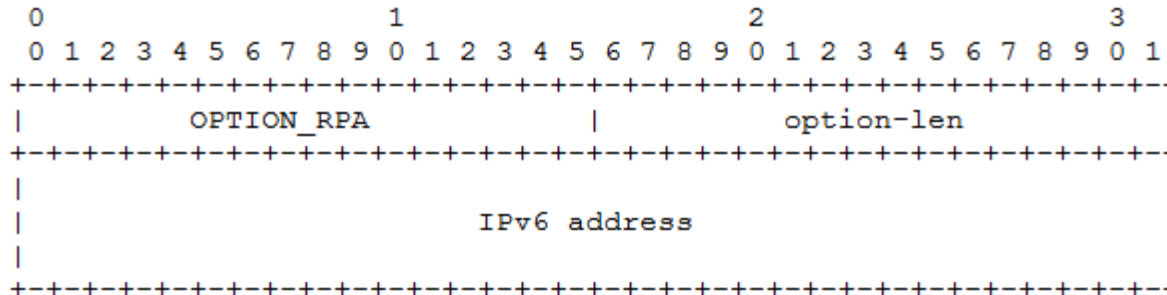 0                   1                   2                   3
0 1 2 3 4 5 6 7 8 9 0 1 2 3 4 5 6 7 8 9 0 1 2 3 4 5 6 7 8 9 0 1
+-+-+-+-+-+-+-+-+-+-+-+-+-+-+-+-+-+-+-+-+-+-+-+-+-+-+-+-+-+-+-+-
|         OPTION_RPA            |          option-len
+-+-+-+-+-+-+-+-+-+-+-+-+-+-+-+-+-+-+-+-+-+-+-+-+-+-+-+-+-+-+-+-
|
|                         IPv6 address
|
+-+-+-+-+-+-+-+-+-+-+-+-+-+-+-+-+-+-+-+-+-+-+-+-+-+-+-+-+-+-+-+-